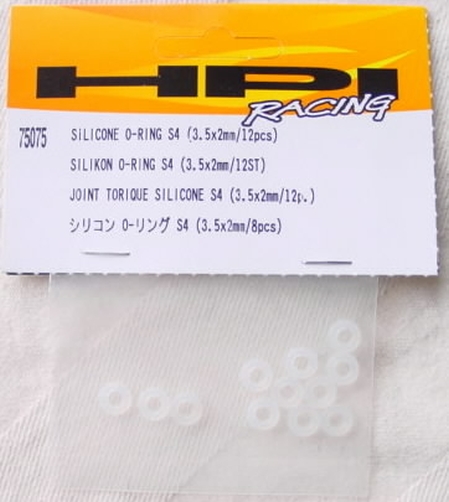 HPI
RACING
75075
SILICONE O-RING S4 (3.5x2mm/12pcs)
SILIKON O-RING S4 (3.5x2mm/12ST)
JOINT TORIQUE SILICONE S4 (3.5x2mm/12p.)
シリコン O-リング S4 (3.5x2mm/8pcs)